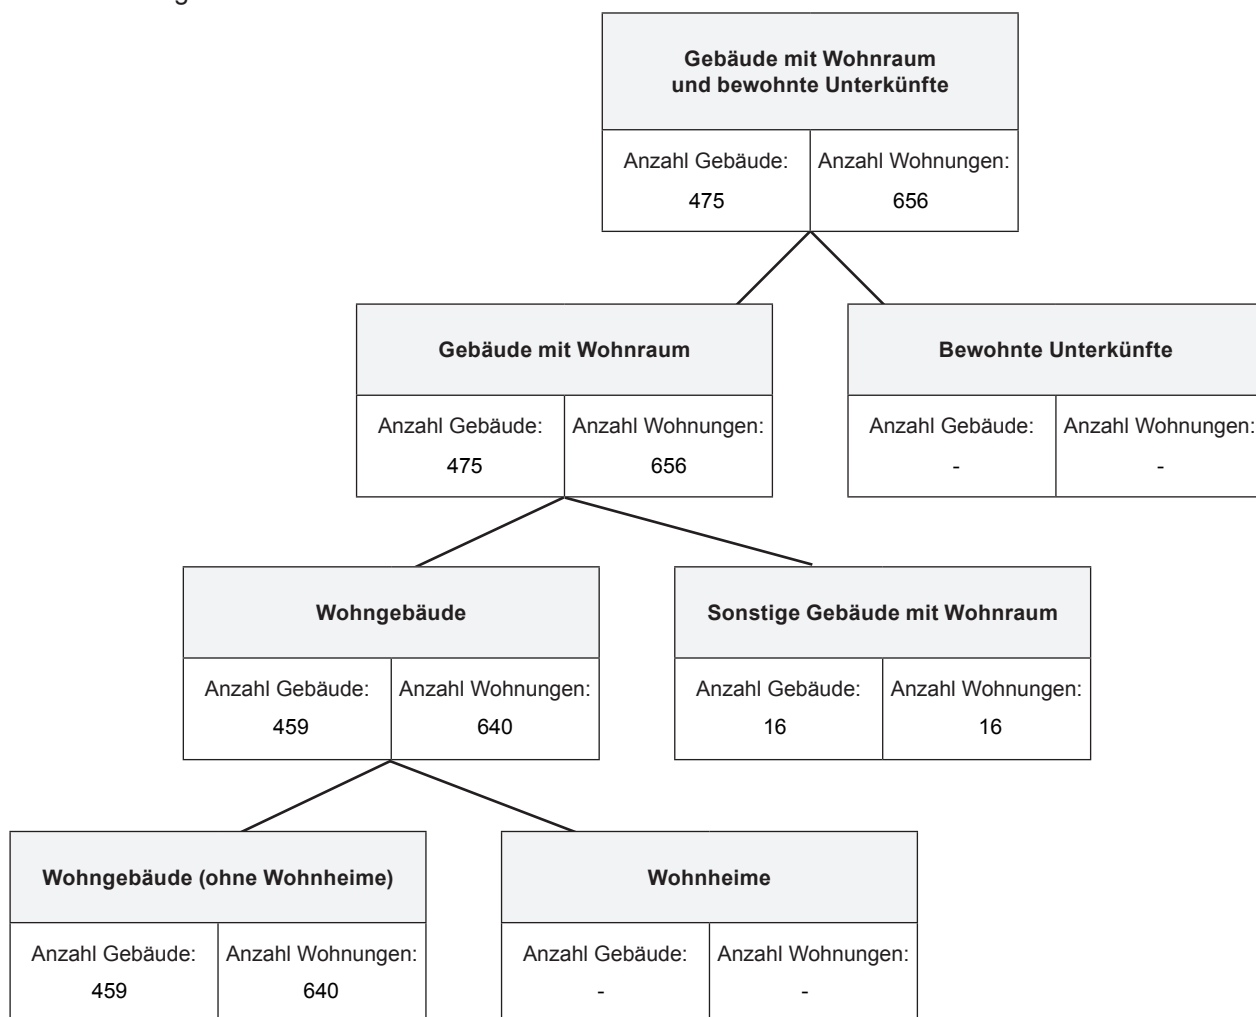 Gebäude mit Wohnraum
und bewohnte Unterkünfte
Anzahl Gebäude: Anzahl Wohnungen:
475 656
Gebäude mit Wohnraum
Anzahl Gebäude: Anzahl Wohnungen:
475 656
Bewohnte Unterkünfte
Anzahl Gebäude: Anzahl Wohnungen:
- -
Wohngebäude
Anzahl Gebäude: Anzahl Wohnungen:
459 640
Sonstige Gebäude mit Wohnraum
Anzahl Gebäude: Anzahl Wohnungen:
16 16
Wohngebäude (ohne Wohnheime)
Anzahl Gebäude: Anzahl Wohnungen:
459 640
Wohnheime
Anzahl Gebäude: Anzahl Wohnungen:
- -